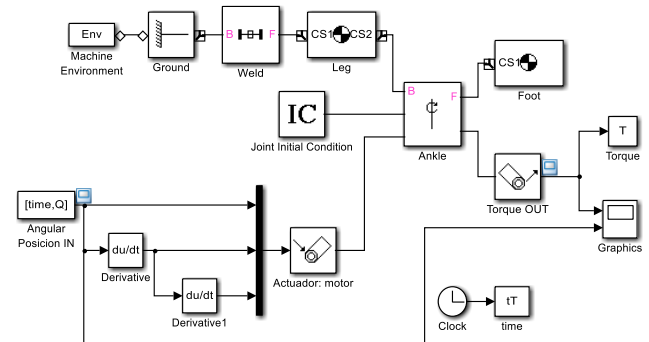 Env
Machine
Environment
Ground
B
F
Weld
CS1
CS2
Leg
IC
Joint Initial Condition
B
F
Ankle
CS1
Foot
T
Torque
Torque OUT
Graphics
[time,Q]
Angular
Posicion IN
du/dt
Derivative
du/dt
Derivative1
Actuador: motor
Clock
tT
time